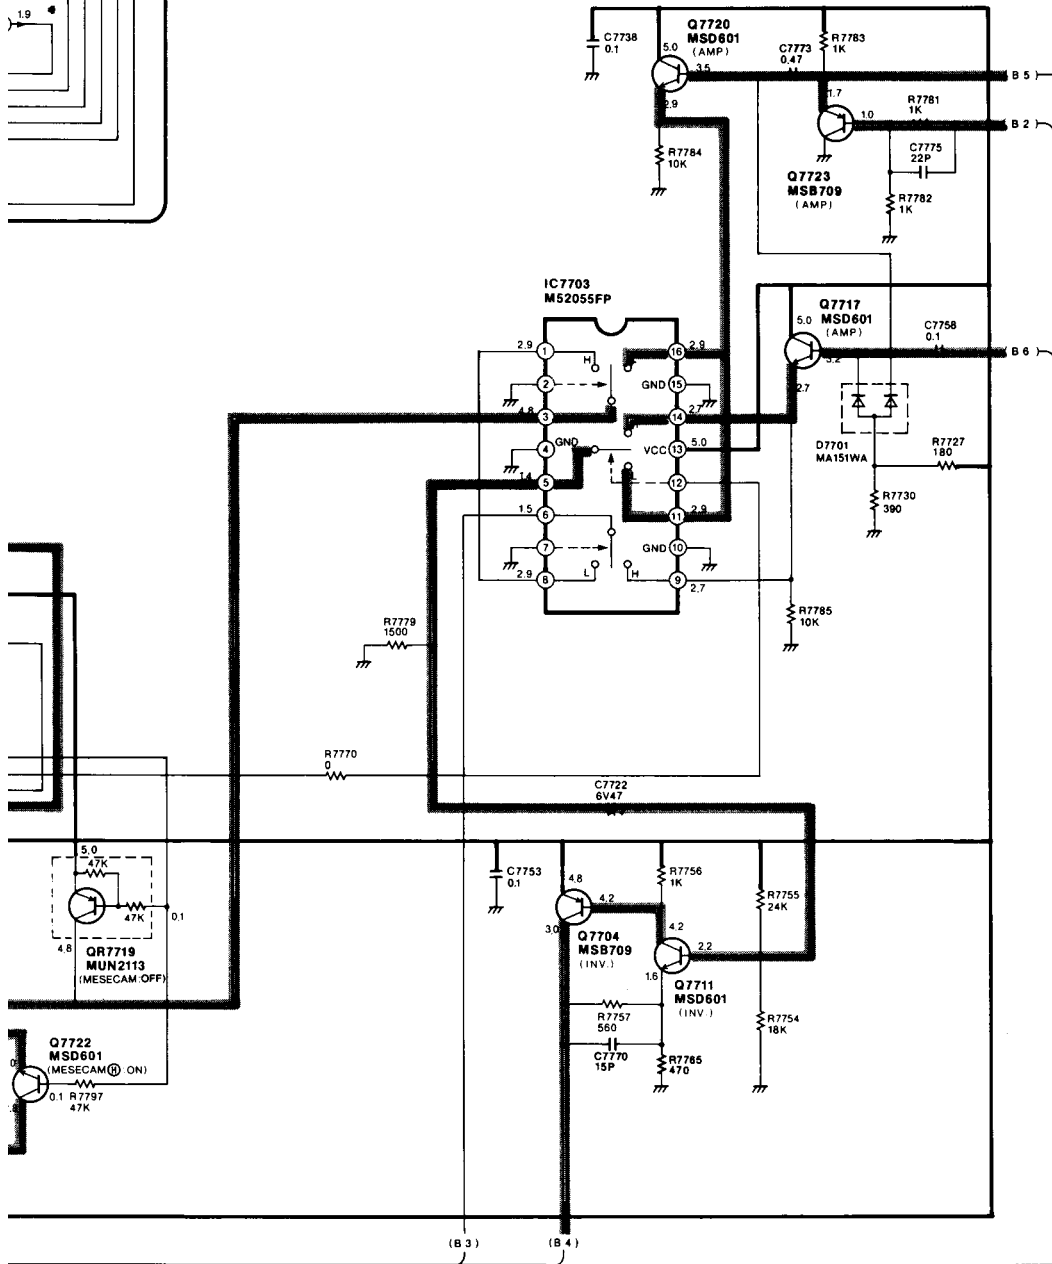 1.9
C7738
0.1
Q7720
MSD601
(AMP)
5.0
3.5
2.9
C7773
0.47
R7783
1K
B 5
1.7
1.0
R7781
1K
B 2
C7775
22P
R7784
10K
Q7723
MSB709
(AMP)
R7782
1K
IC7703
M52055FP
Q7717
MSD601
(AMP)
5.0
C7758
0.1
B 6
3.2
2.7
2.9
1
H
16
2.9
2
GND
15
4.8
3
14
2.7
4
GND
VCC
13
5.0
1.4
5
12
1.5
6
11
2.9
7
GND
10
2.9
8
L
H
9
2.7
D7701
MA151WA
R7727
180
R7730
390
R7785
10K
R7779
1500
R7770
0
C7722
6V47
5.0
47K
47K
0.1
4.8
QR7719
MUN2113
(MESECAM:OFF)
C7753
0.1
4.8
4.2
3.0
Q7704
MSB709
(INV.)
R7756
1K
4.2
2.2
1.6
Q7711
MSD601
(INV.)
R7755
24K
R7757
560
C7770
15P
R7765
470
R7754
18K
Q7722
MSD601
(MESECAM H:ON)
0.1
R7797
47K
(B 3)
(B 4)